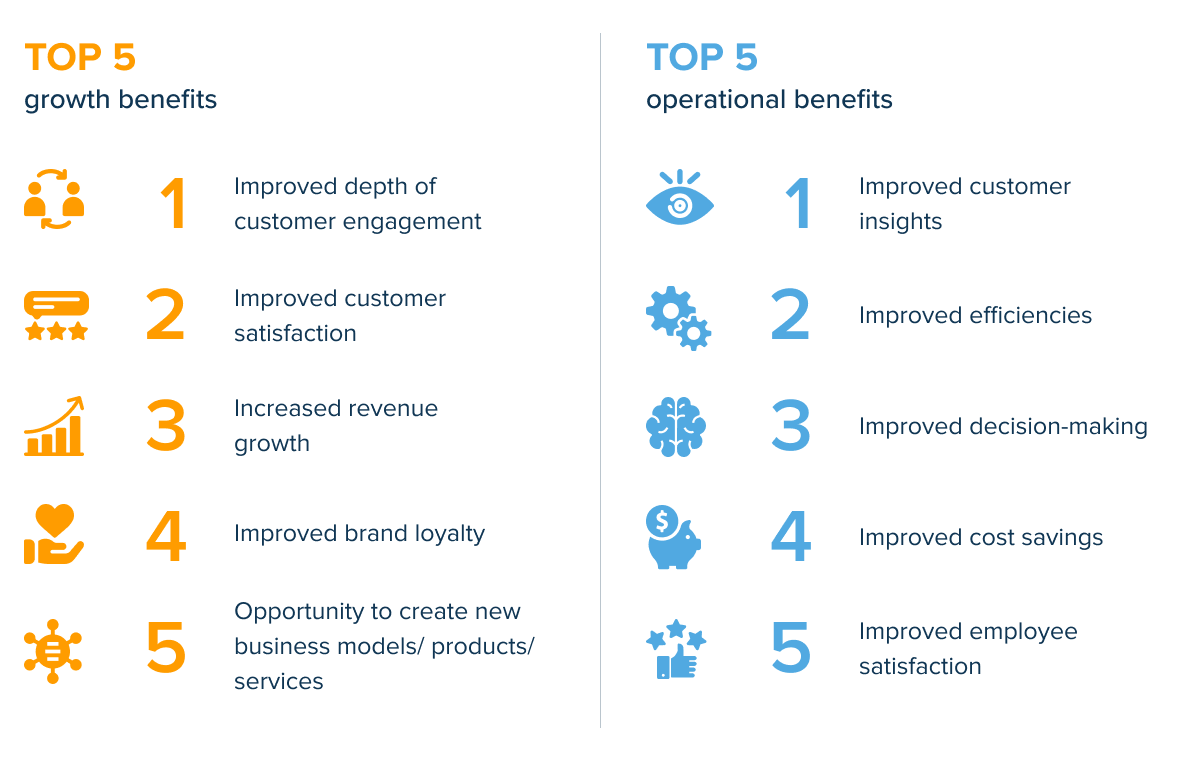 TOP 5
growth benefits
1
Improved depth of
customer engagement
2
Improved customer
satisfaction
3
Increased revenue
growth
4
Improved brand loyalty
5
Opportunity to create new
business models/ products/
services
TOP 5
operational benefits
1
Improved customer
insights
2
Improved efficiencies
3
Improved decision-making
$
4
Improved cost savings
5
Improved employee
satisfaction